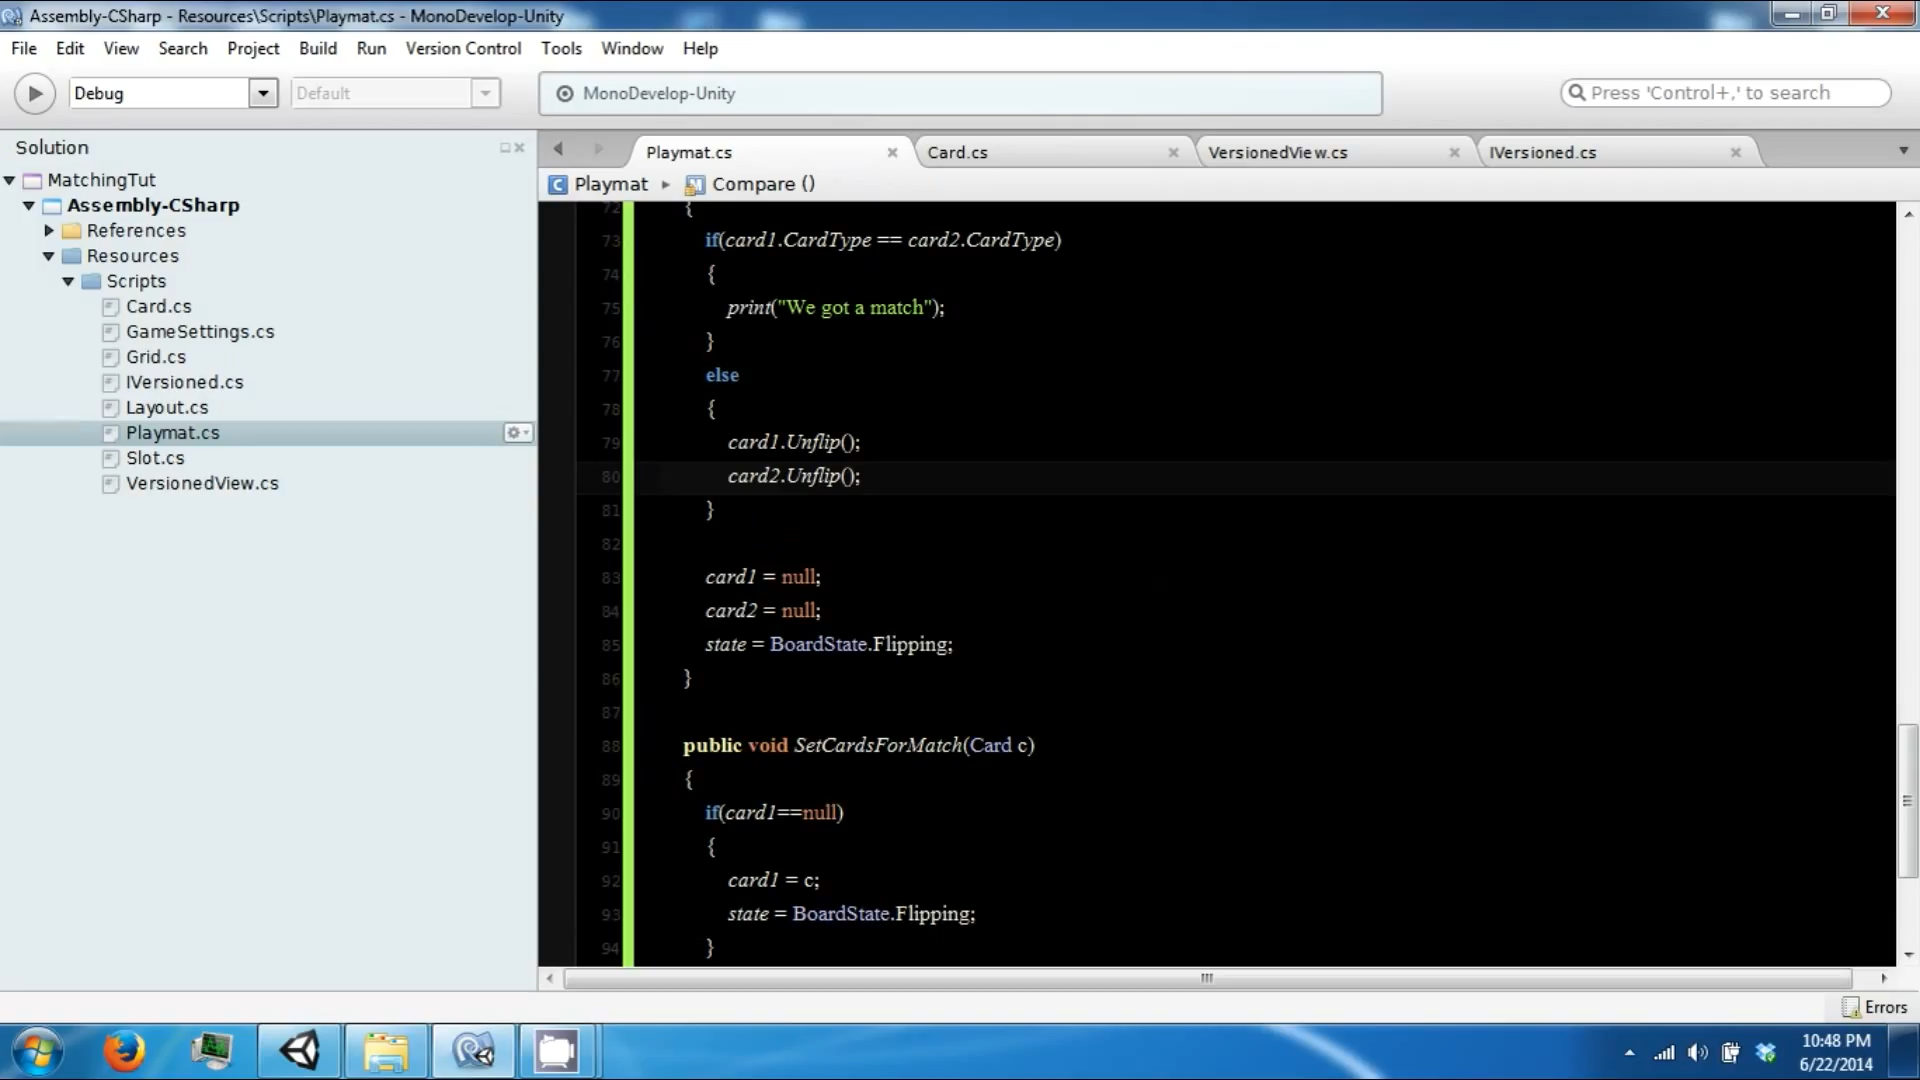 Assembly-CSharp - Resources\Scripts\Playmat.cs - MonoDevelop-Unity
File Edit View Search Project Build Run Version Control Tools Window Help
Debug Default MonoDevelop-Unity Press 'Control+,' to search
Solution
MatchingTut
Assembly-CSharp
References
Resources
Scripts
Card.cs
GameSettings.cs
Grid.cs
IVersioned.cs
Layout.cs
Playmat.cs
Slot.cs
VersionedView.cs
Playmat.cs Card.cs VersionedView.cs IVersioned.cs
Playmat Compare ()
72 {
73 if(card1.CardType == card2.CardType)
74 {
75 print("We got a match");
76 }
77 else
78 {
79 card1.Unflip();
80 card2.Unflip();
81 }
82
83 card1 = null;
84 card2 = null;
85 state = BoardState.Flipping;
86 }
87
88 public void SetCardsForMatch(Card c)
89 {
90 if(card1==null)
91 {
92 card1 = c;
93 state = BoardState.Flipping;
94 }
Errors
10:48 PM
6/22/2014